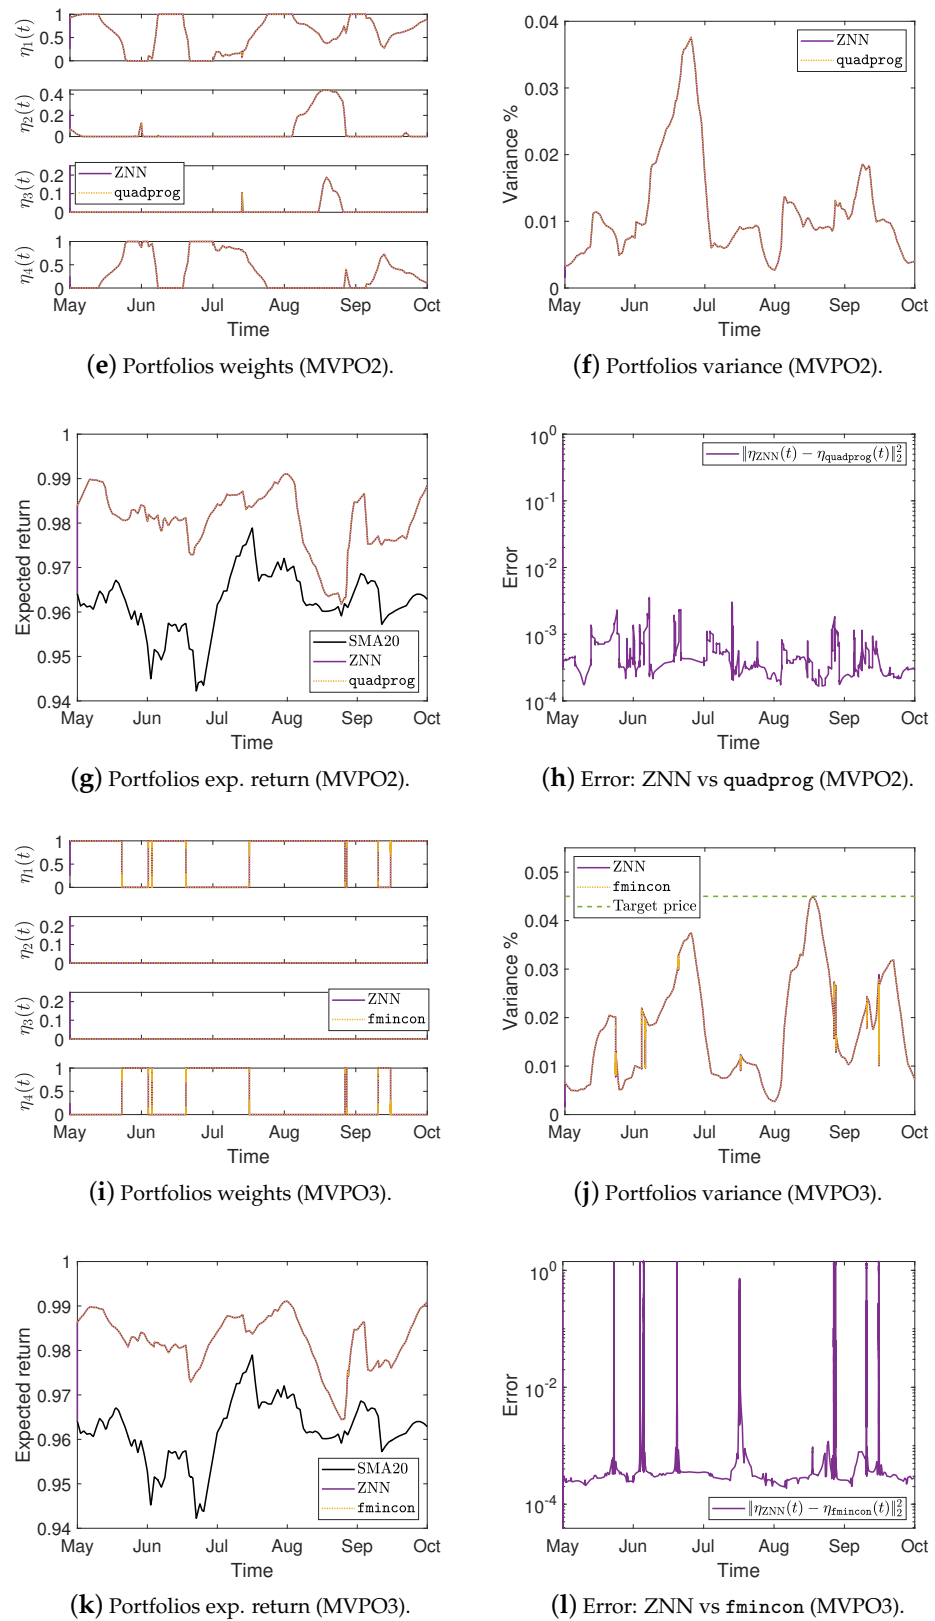 η1(t)
1
0.5
0
η2(t)
0.4
0.2
0
η3(t)
0.2
0.1
0
ZNN
quadprog
η4(t)
1
0.5
0
May Jun Jul Aug Sep Oct
Time
(e) Portfolios weights (MVPO2).
Variance %
0.04
0.03
0.02
0.01
0
ZNN
quadprog
May Jun Jul Aug Sep Oct
Time
(f) Portfolios variance (MVPO2).
Expected return
1
0.99
0.98
0.97
0.96
0.95
0.94
SMA20
ZNN
quadprog
May Jun Jul Aug Sep Oct
Time
(g) Portfolios exp. return (MVPO2).
Error
10^0
10^-1
10^-2
10^-3
10^-4
‖ηZNN(t) − ηquadprog(t)‖₂²
May Jun Jul Aug Sep Oct
Time
(h) Error: ZNN vs quadprog (MVPO2).
η1(t)
1
0.5
0
η2(t)
0.2
0.1
0
η3(t)
0.2
0.1
0
ZNN
fmincon
η4(t)
1
0.5
0
May Jun Jul Aug Sep Oct
Time
(i) Portfolios weights (MVPO3).
Variance %
0.05
0.04
0.03
0.02
0.01
0
ZNN
fmincon
Target price
May Jun Jul Aug Sep Oct
Time
(j) Portfolios variance (MVPO3).
Expected return
1
0.99
0.98
0.97
0.96
0.95
0.94
SMA20
ZNN
fmincon
May Jun Jul Aug Sep Oct
Time
(k) Portfolios exp. return (MVPO3).
Error
10^0
10^-2
10^-4
‖ηZNN(t) − ηfmincon(t)‖₂²
May Jun Jul Aug Sep Oct
Time
(l) Error: ZNN vs fmincon (MVPO3).